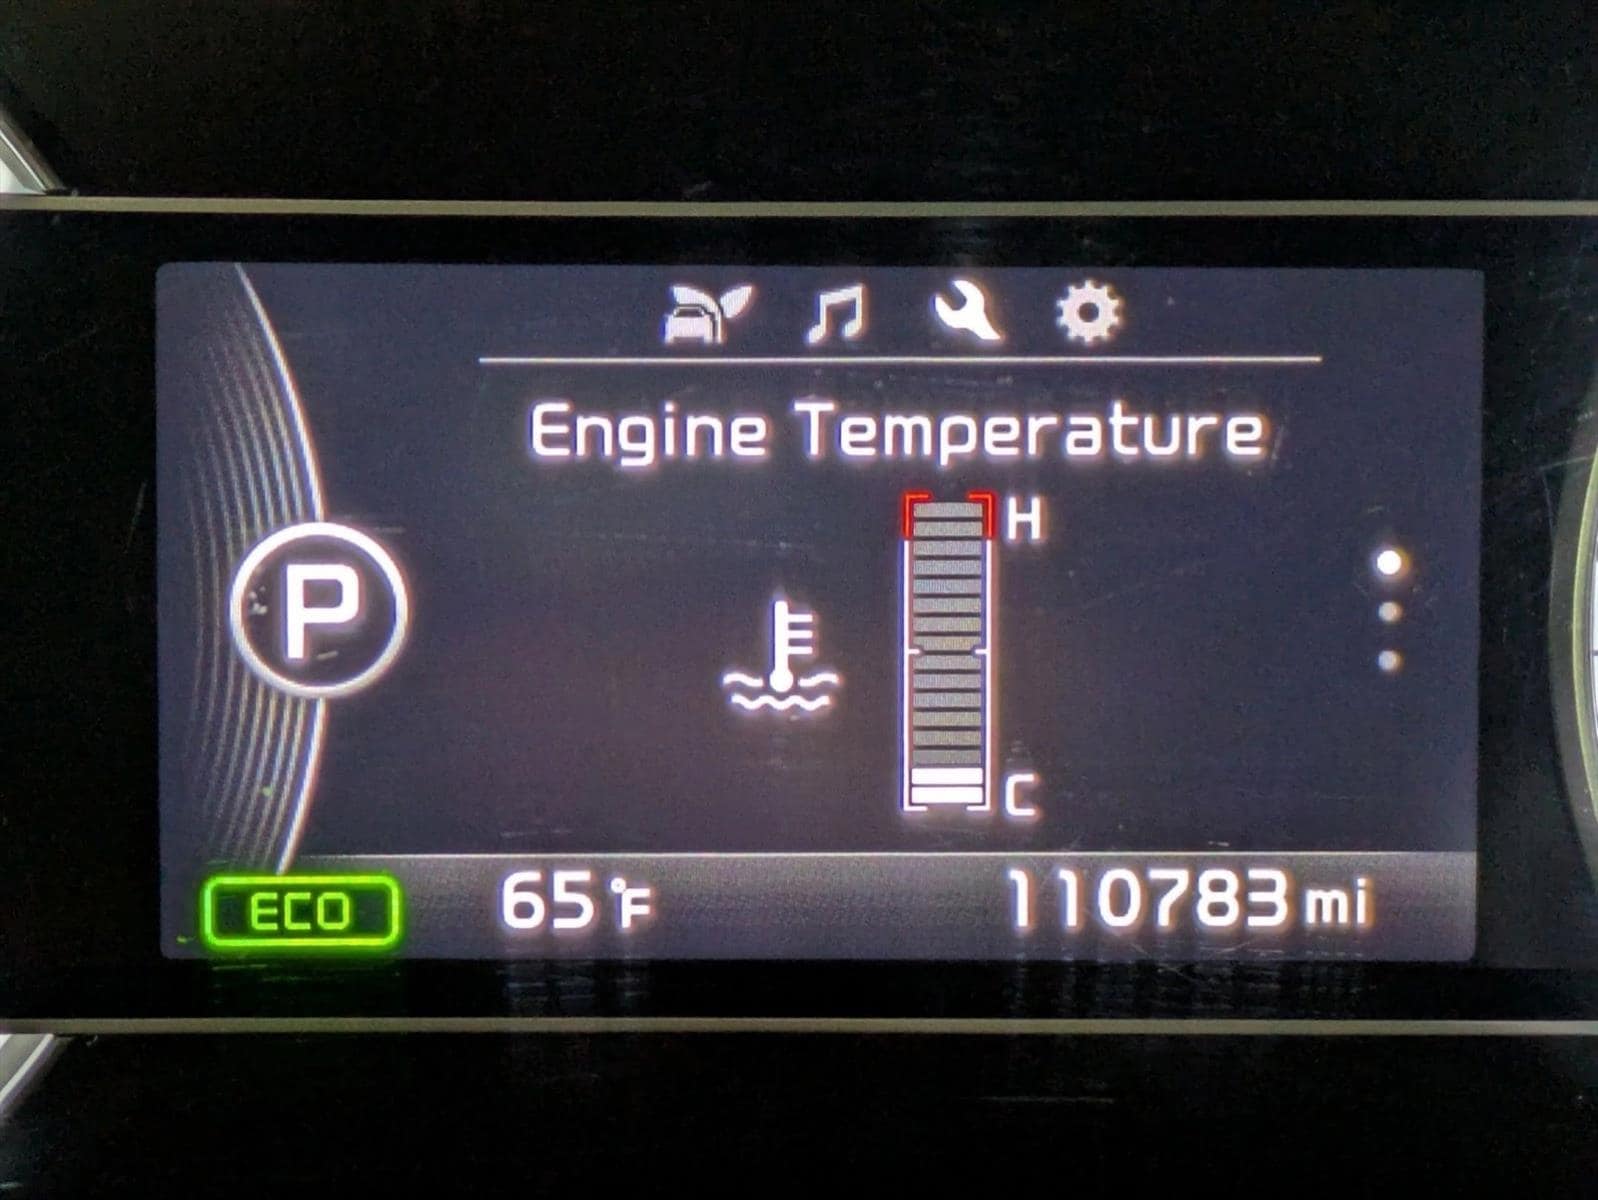 Engine Temperature
H
P
C
ECO 65 °F 110783 mi